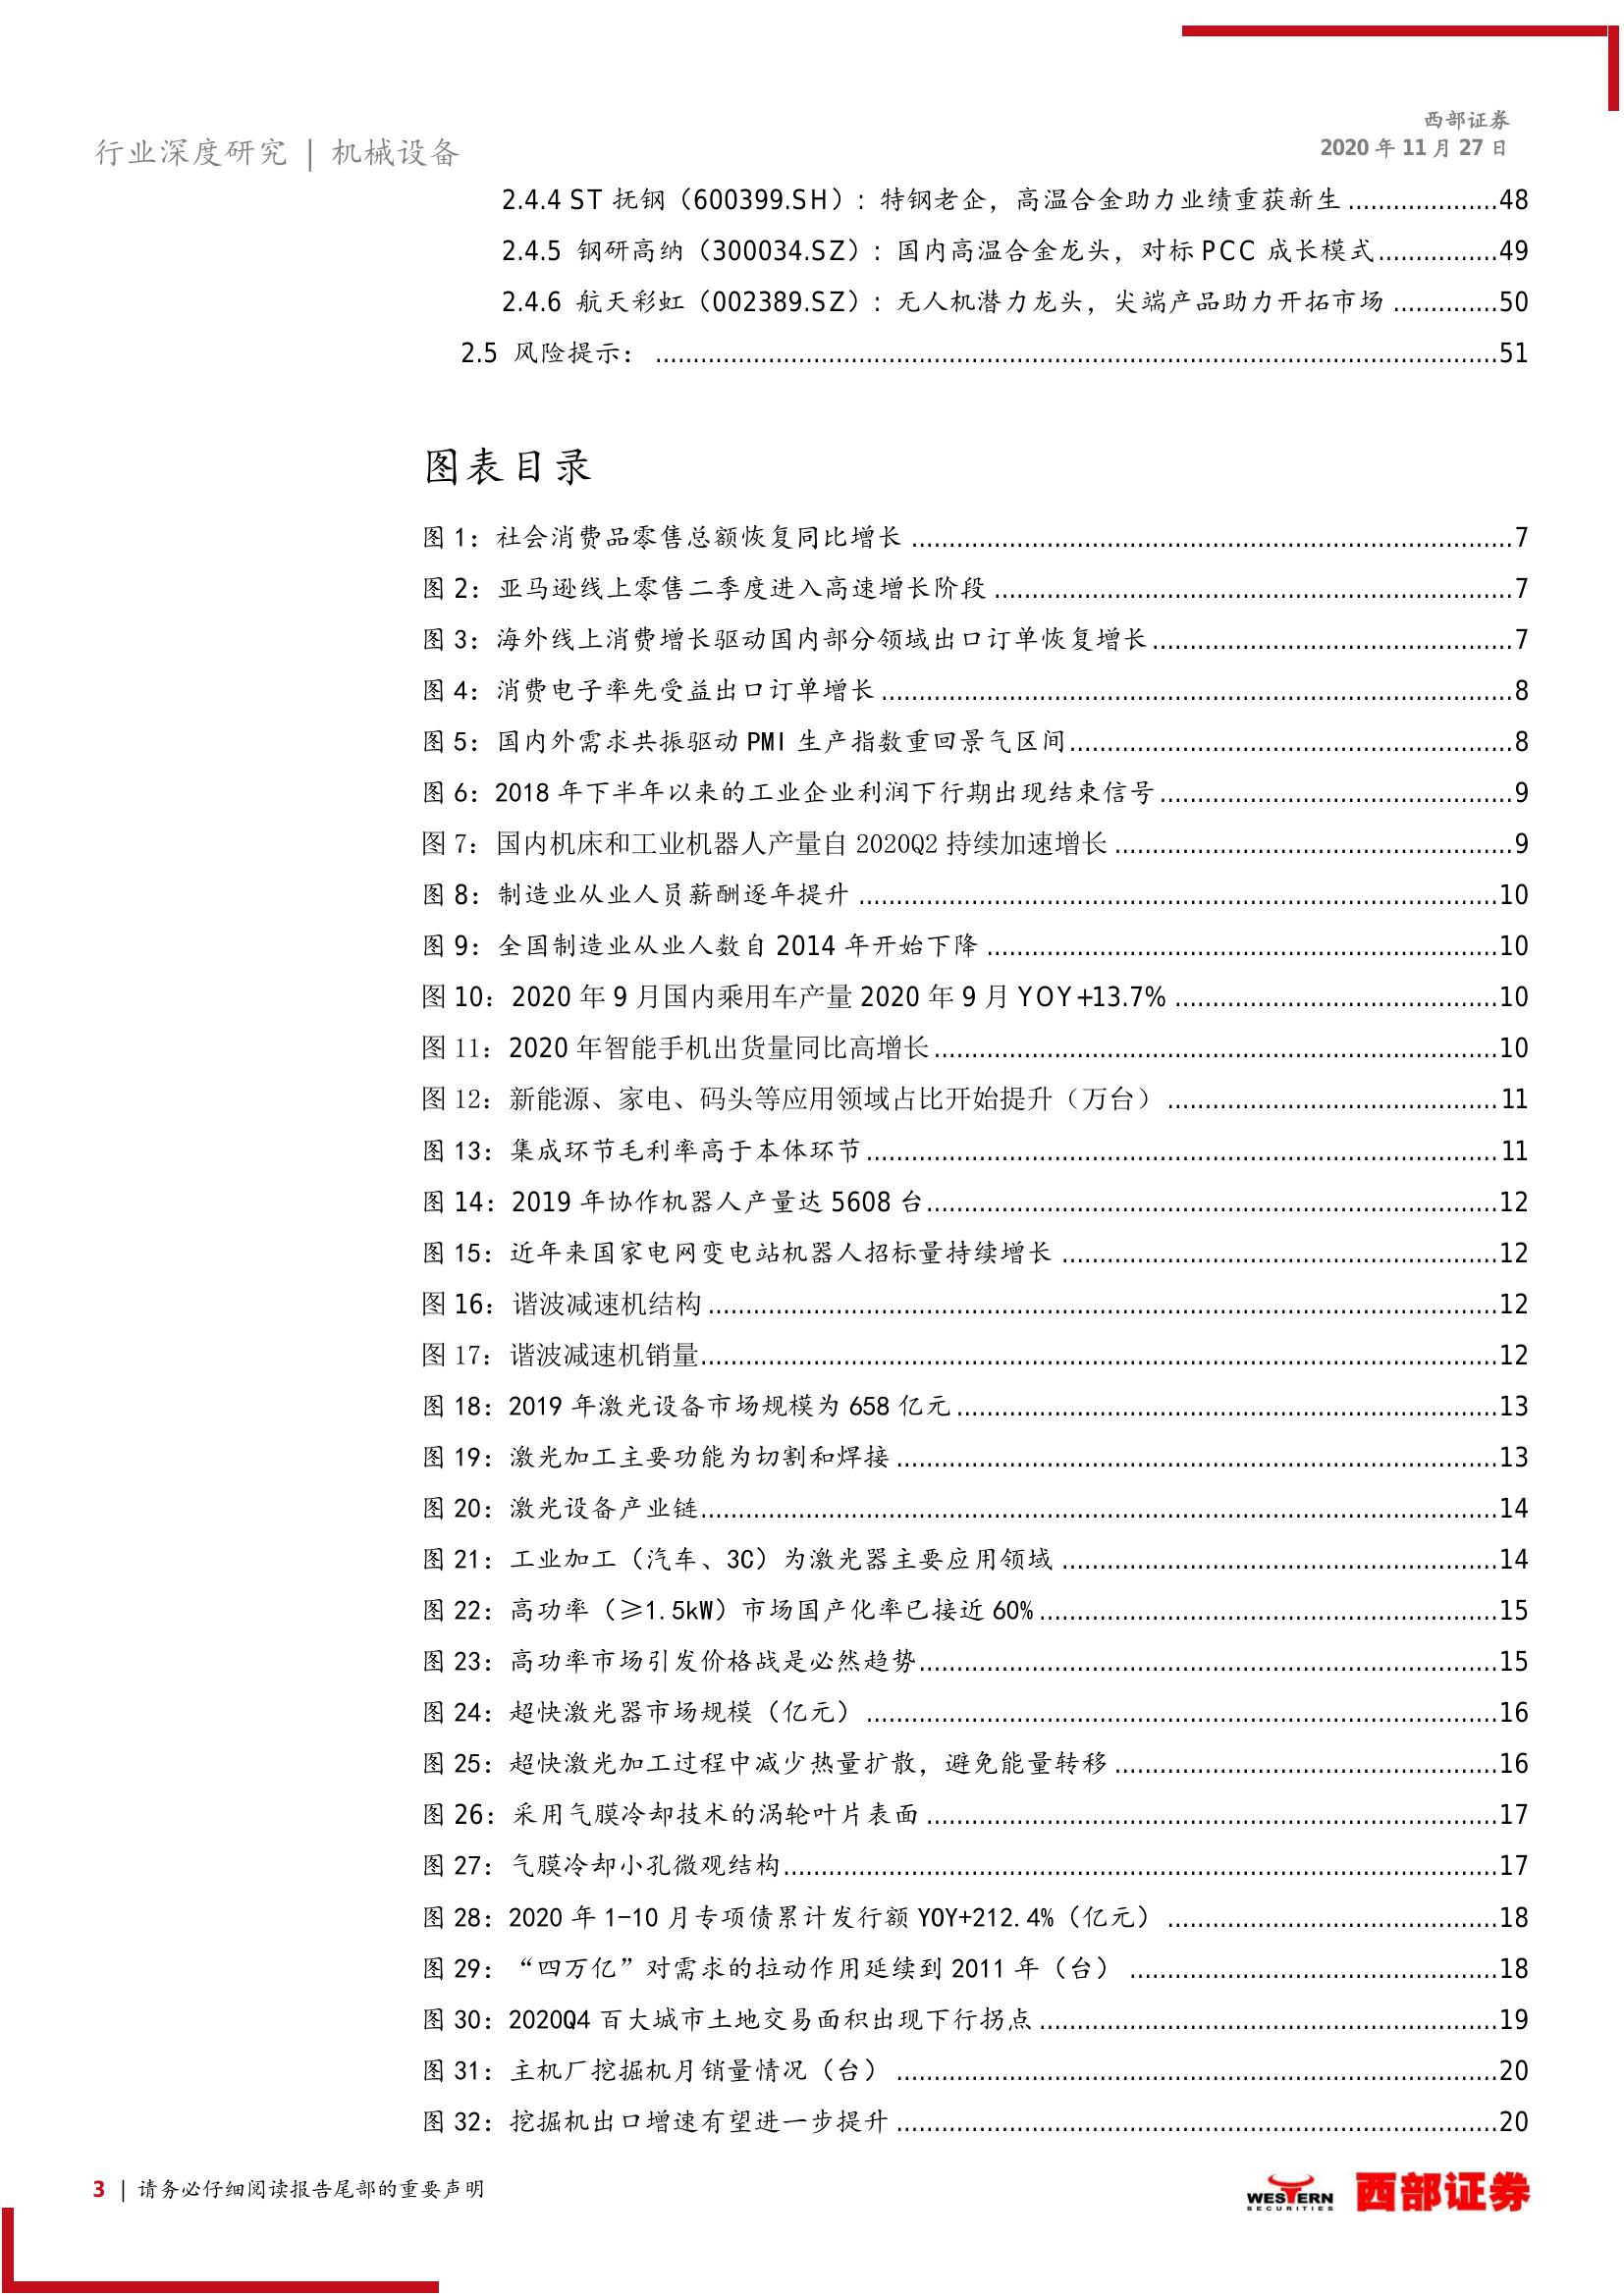 西部证券
行业深度研究 | 机械设备
2020 年 11 月 27 日
2.4.4 ST 抚钢（600399.SH）：特钢老企，高温合金助力业绩重获新生 ....................48
2.4.5 钢研高纳（300034.SZ）：国内高温合金龙头，对标 PCC 成长模式................49
2.4.6 航天彩虹（002389.SZ）：无人机潜力龙头，尖端产品助力开拓市场 ..............50
2.5 风险提示： ................................................................51
图表目录
图 1：社会消费品零售总额恢复同比增长 ................................................7
图 2：亚马逊线上零售二季度进入高速增长阶段 ................................................7
图 3：海外线上消费增长驱动国内部分领域出口订单恢复增长 ................................................7
图 4：消费电子率先受益出口订单增长 ................................................8
图 5：国内外需求共振驱动 PMI 生产指数重回景气区间 ................................................8
图 6：2018 年下半年以来的工业企业利润下行期出现结束信号 ................................................9
图 7：国内机床和工业机器人产量自 2020Q2 持续加速增长 ................................................9
图 8：制造业从业人员薪酬逐年提升 ................................................10
图 9：全国制造业从业人数自 2014 年开始下降 ................................................10
图 10：2020 年 9 月国内乘用车产量 2020 年 9 月 YOY+13.7% ................................................10
图 11：2020 年智能手机出货量同比高增长 ................................................10
图 12：新能源、家电、码头等应用领域占比开始提升（万台） ................................................11
图 13：集成环节毛利率高于本体环节 ................................................11
图 14：2019 年协作机器人产量达 5608 台 ................................................12
图 15：近年来国家电网变电站机器人招标量持续增长 ................................................12
图 16：谐波减速机结构 ................................................12
图 17：谐波减速机销量 ................................................12
图 18：2019 年激光设备市场规模为 658 亿元 ................................................13
图 19：激光加工主要功能为切割和焊接 ................................................13
图 20：激光设备产业链 ................................................14
图 21：工业加工（汽车、3C）为激光器主要应用领域 ................................................14
图 22：高功率（≥1.5kW）市场国产化率已接近 60% ................................................15
图 23：高功率市场引发价格战是必然趋势 ................................................15
图 24：超快激光器市场规模（亿元） ................................................16
图 25：超快激光加工过程中减少热量扩散，避免能量转移 ................................................16
图 26：采用气膜冷却技术的涡轮叶片表面 ................................................17
图 27：气膜冷却小孔微观结构 ................................................17
图 28：2020 年 1-10 月专项债累计发行额 YOY+212.4%（亿元） ................................................18
图 29：“四万亿”对需求的拉动作用延续到 2011 年（台） ................................................18
图 30：2020Q4 百大城市土地交易面积出现下行拐点 ................................................19
图 31：主机厂挖掘机月销量情况（台） ................................................20
图 32：挖掘机出口增速有望进一步提升 ................................................20
3 | 请务必仔细阅读报告尾部的重要声明
WESTERN
SECURITIES
西部证券